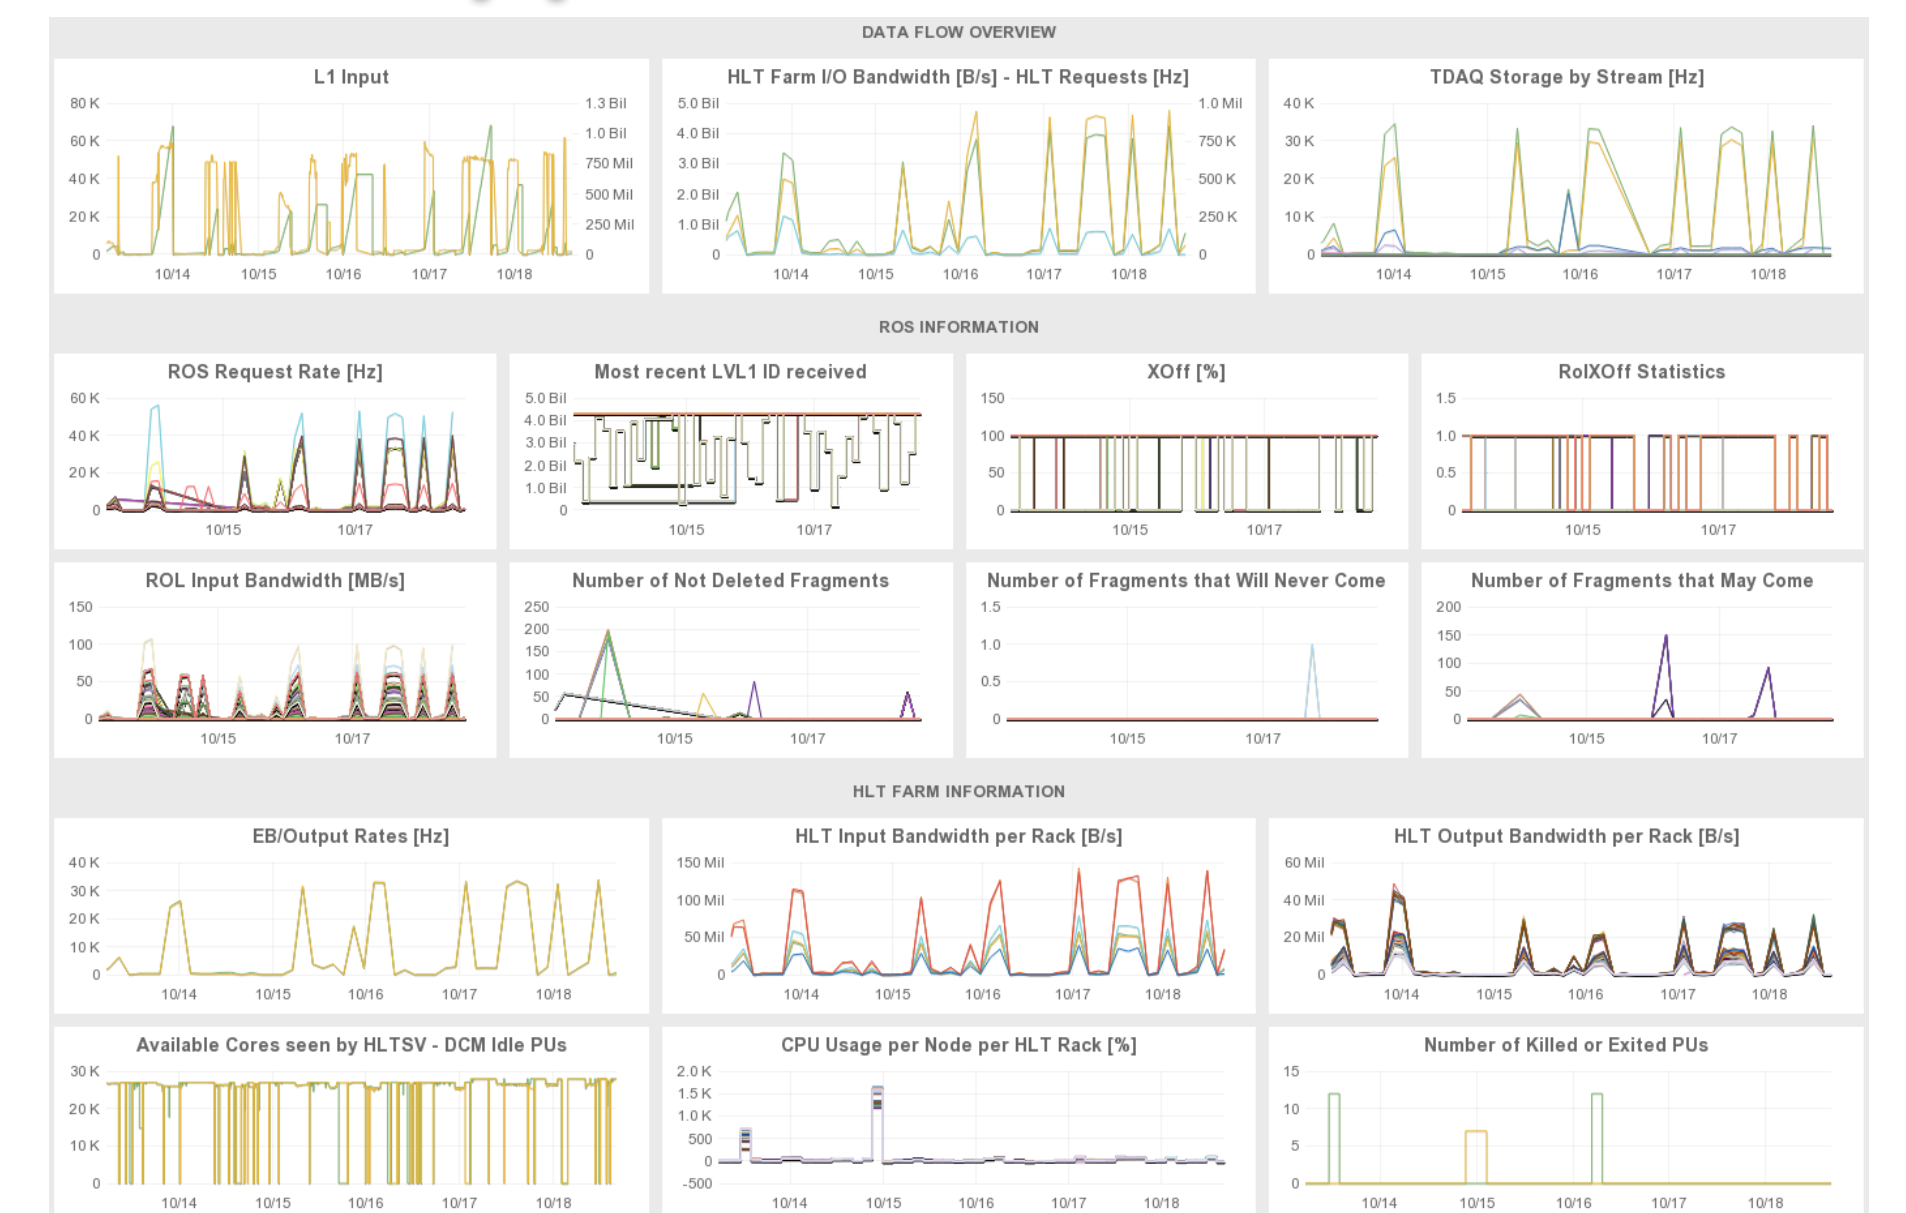 DATA FLOW OVERVIEW
L1 Input
80 K
60 K
40 K
20 K
0
1.3 Bil
1.0 Bil
750 Mil
500 Mil
250 Mil
0
10/14 10/15 10/16 10/17 10/18
HLT Farm I/O Bandwidth [B/s] - HLT Requests [Hz]
5.0 Bil
4.0 Bil
3.0 Bil
2.0 Bil
1.0 Bil
0
1.0 Mil
750 K
500 K
250 K
0
10/14 10/15 10/16 10/17 10/18
TDAQ Storage by Stream [Hz]
40 K
30 K
20 K
10 K
0
10/14 10/15 10/16 10/17 10/18
ROS INFORMATION
ROS Request Rate [Hz]
60 K
40 K
20 K
0
10/15 10/17
Most recent LVL1 ID received
5.0 Bil
4.0 Bil
3.0 Bil
2.0 Bil
1.0 Bil
0
10/15 10/17
XOff [%]
150
100
50
0
10/15 10/17
RolXOff Statistics
1.5
1.0
0.5
0
10/15 10/17
ROL Input Bandwidth [MB/s]
150
100
50
0
10/15 10/17
Number of Not Deleted Fragments
250
200
150
100
50
0
10/15 10/17
Number of Fragments that Will Never Come
1.5
1.0
0.5
0
10/15 10/17
Number of Fragments that May Come
200
150
100
50
0
10/15 10/17
HLT FARM INFORMATION
EB/Output Rates [Hz]
40 K
30 K
20 K
10 K
0
10/14 10/15 10/16 10/17 10/18
HLT Input Bandwidth per Rack [B/s]
150 Mil
100 Mil
50 Mil
0
10/14 10/15 10/16 10/17 10/18
HLT Output Bandwidth per Rack [B/s]
60 Mil
40 Mil
20 Mil
0
10/14 10/15 10/16 10/17 10/18
Available Cores seen by HLTSV - DCM Idle PUs
30 K
20 K
10 K
0
10/14 10/15 10/16 10/17 10/18
CPU Usage per Node per HLT Rack [%]
2.0 K
1.5 K
1.0 K
500
0
-500
10/14 10/15 10/16 10/17 10/18
Number of Killed or Exited PUs
15
10
5
0
10/14 10/15 10/16 10/17 10/18